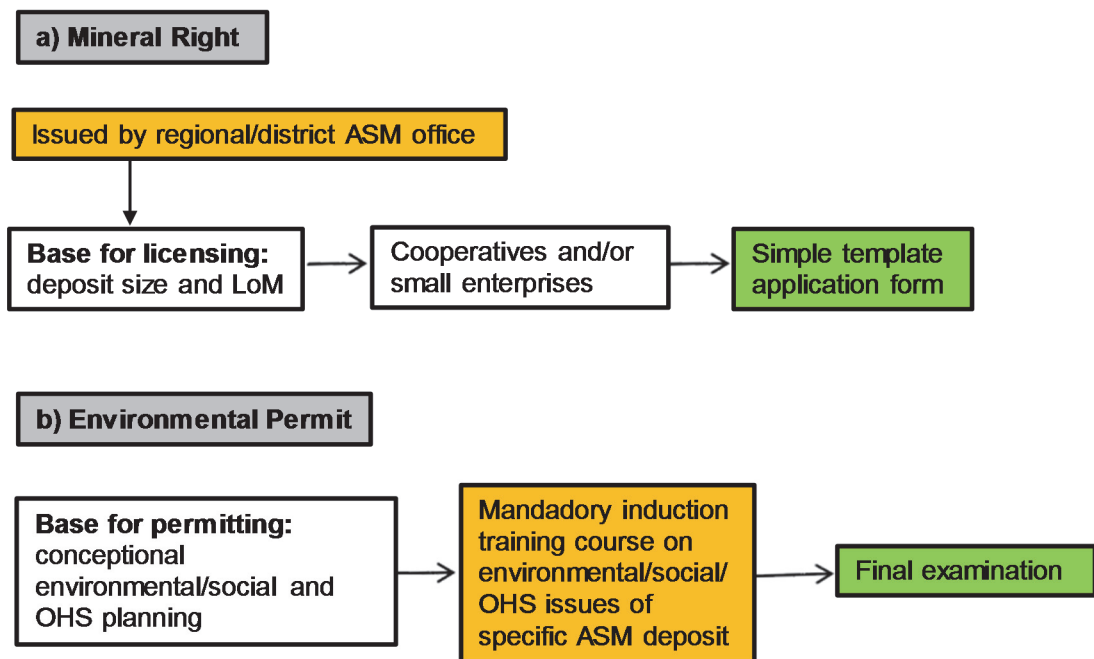 a) Mineral Right
Issued by regional/district ASM office
Base for licensing:
deposit size and LoM
Cooperatives and/or
small enterprises
Simple template
application form
b) Environmental Permit
Base for permitting:
conceptional
environmental/social and
OHS planning
Mandadory induction
training course on
environmental/social/
OHS issues of
specific ASM deposit
Final examination